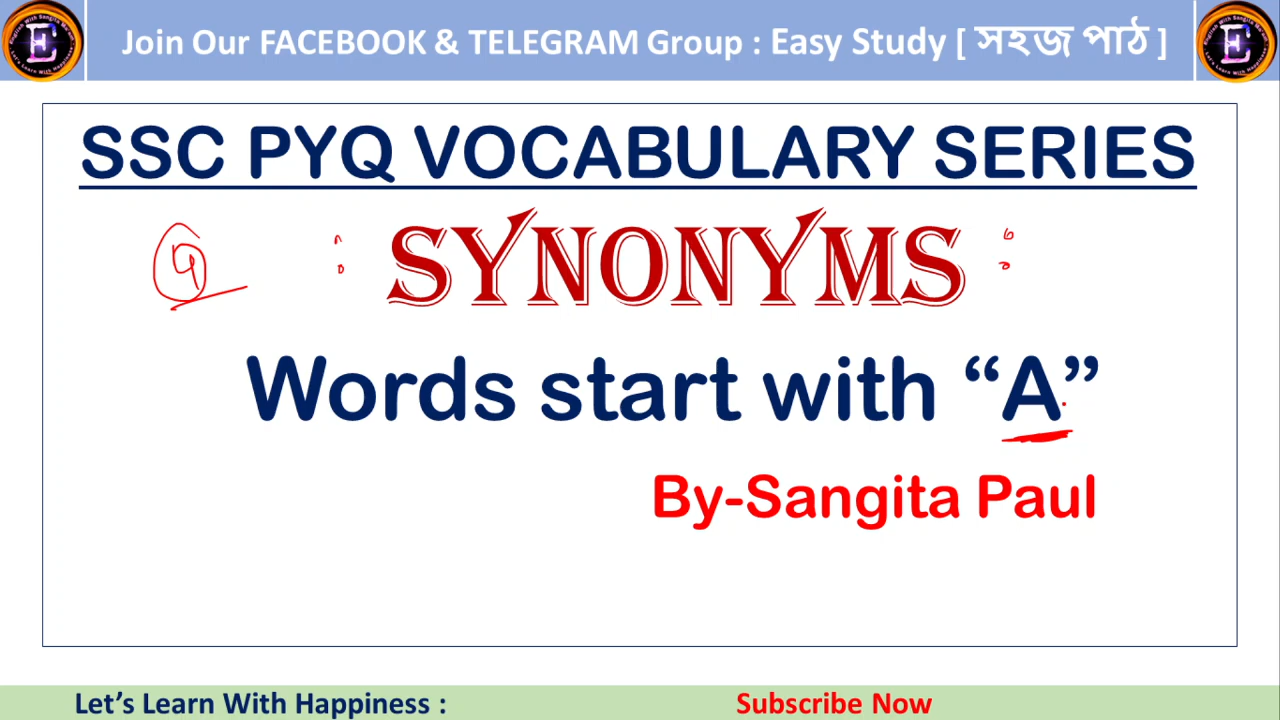 Join Our FACEBOOK & TELEGRAM Group : Easy Study [ সহজ পাঠ ]
SSC PYQ VOCABULARY SERIES
SYNONYMS
Words start with “A”
By-Sangita Paul
Let’s Learn With Happiness :
Subscribe Now